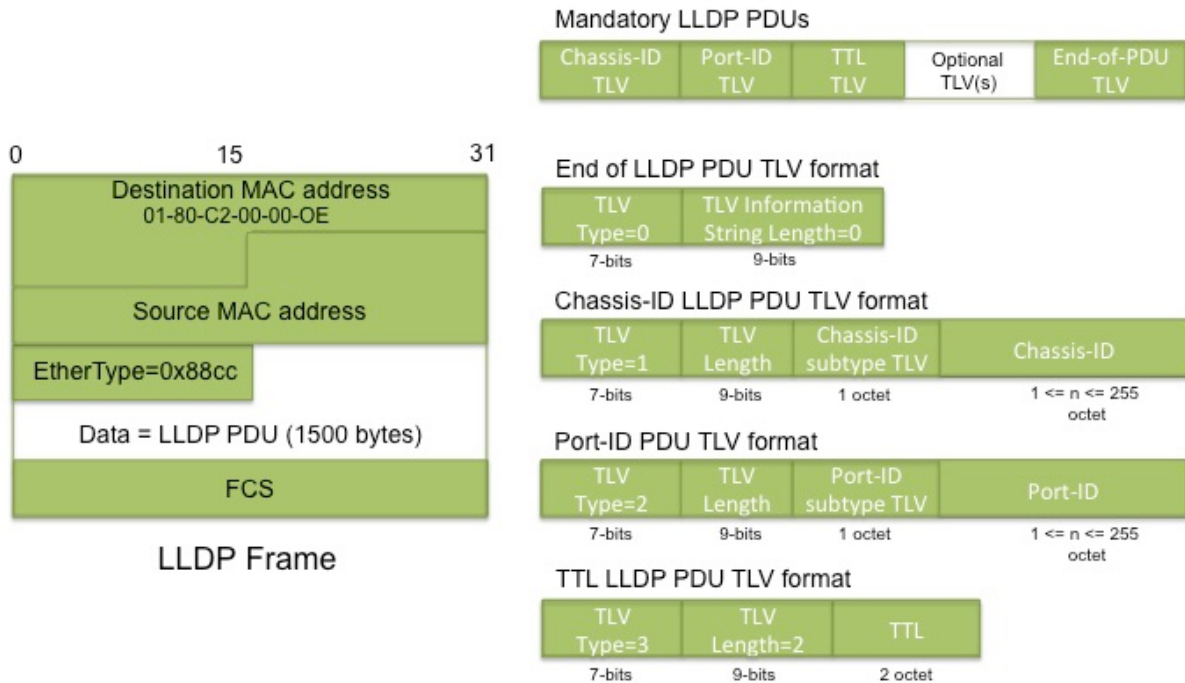 Mandatory LLDP PDUs
Chassis-ID TLV
Port-ID TLV
TTL TLV
Optional TLV(s)
End-of-PDU TLV
0 15 31
Destination MAC address
01-80-C2-00-00-0E
Source MAC address
EtherType=0x88cc
Data = LLDP PDU (1500 bytes)
FCS
LLDP Frame
End of LLDP PDU TLV format
TLV Type=0
TLV Information String Length=0
7-bits 9-bits
Chassis-ID LLDP PDU TLV format
TLV Type=1
TLV Length
Chassis-ID subtype TLV
Chassis-ID
7-bits 9-bits 1 octet 1 <= n <= 255 octet
Port-ID PDU TLV format
TLV Type=2
TLV Length
Port-ID subtype TLV
Port-ID
7-bits 9-bits 1 octet 1 <= n <= 255 octet
TTL LLDP PDU TLV format
TLV Type=3
TLV Length=2
TTL
7-bits 9-bits 2 octet